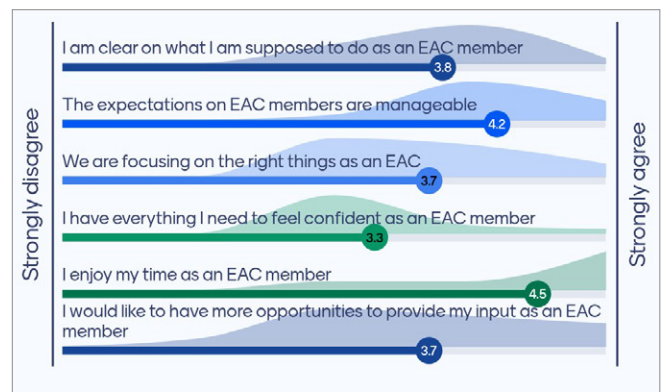 I am clear on what I am supposed to do as an EAC member
3.8
The expectations on EAC members are manageable
4.2
We are focusing on the right things as an EAC
3.7
I have everything I need to feel confident as an EAC member
3.3
I enjoy my time as an EAC member
4.5
I would like to have more opportunities to provide my input as an EAC
member
3.7
Strongly disagree
Strongly agree